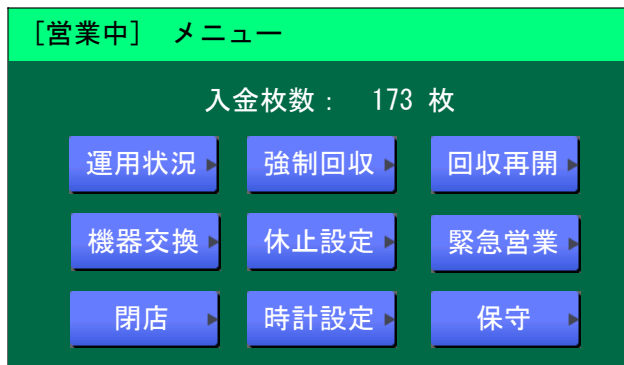 [営業中] メニュー
入金枚数： 173 枚
運用状況 強制回収 回収再開
機器交換 休止設定 緊急営業
閉店 時計設定 保守